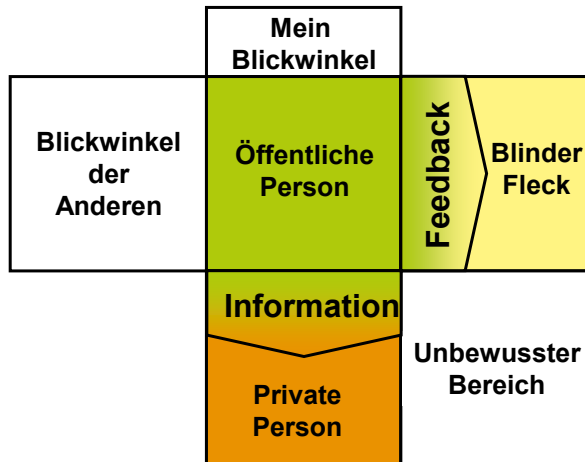 Mein
Blickwinkel
Blickwinkel
der
Anderen
Öffentliche
Person
Feedback
Blinder
Fleck
Information
Unbewusster
Bereich
Private
Person